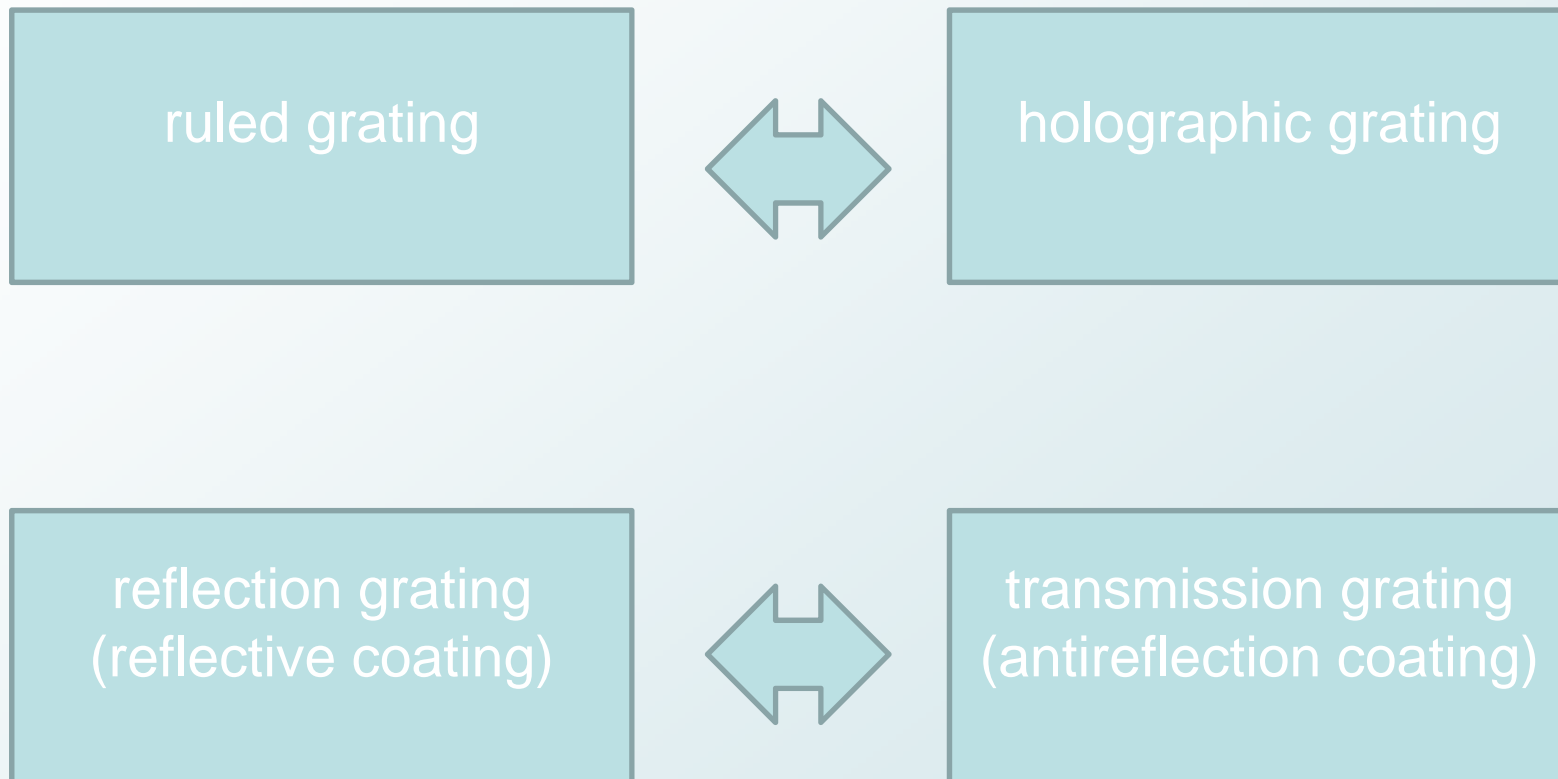 ruled grating
holographic grating
reflection grating
(reflective coating)
transmission grating
(antireflection coating)